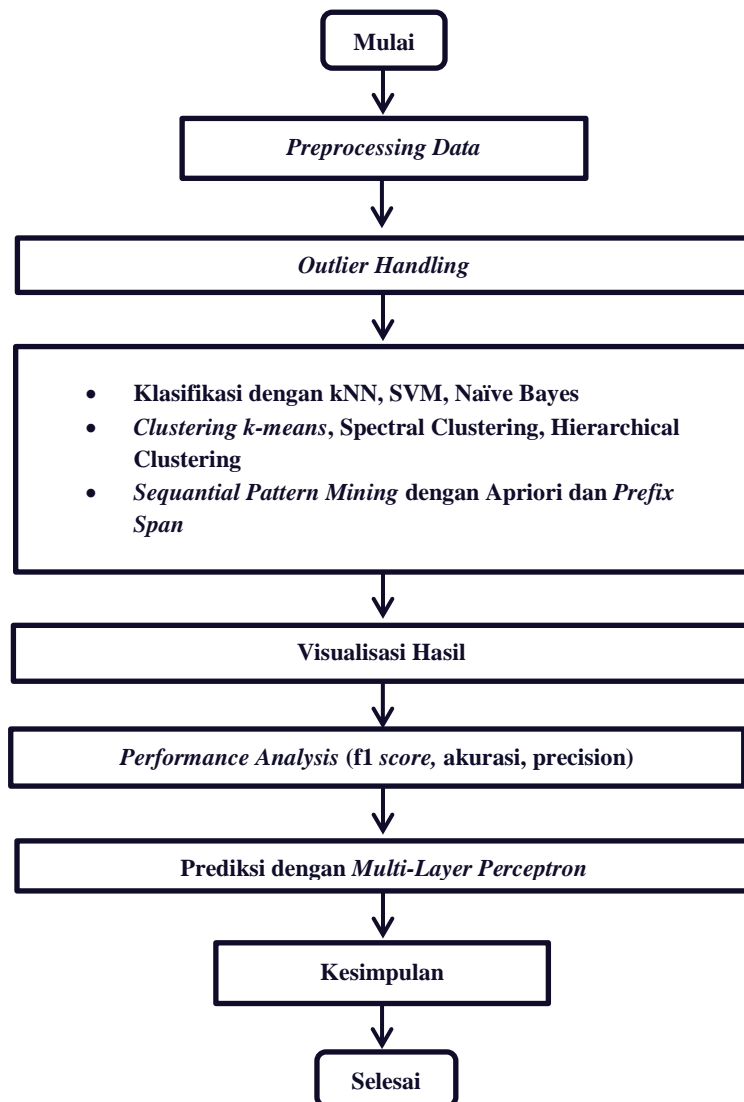 Mulai
Preprocessing Data
Outlier Handling
• Klasifikasi dengan kNN, SVM, Naïve Bayes
• Clustering k-means, Spectral Clustering, Hierarchical
Clustering
• Sequantial Pattern Mining dengan Apriori dan Prefix
Span
Visualisasi Hasil
Performance Analysis (f1 score, akurasi, precision)
Prediksi dengan Multi-Layer Perceptron
Kesimpulan
Selesai